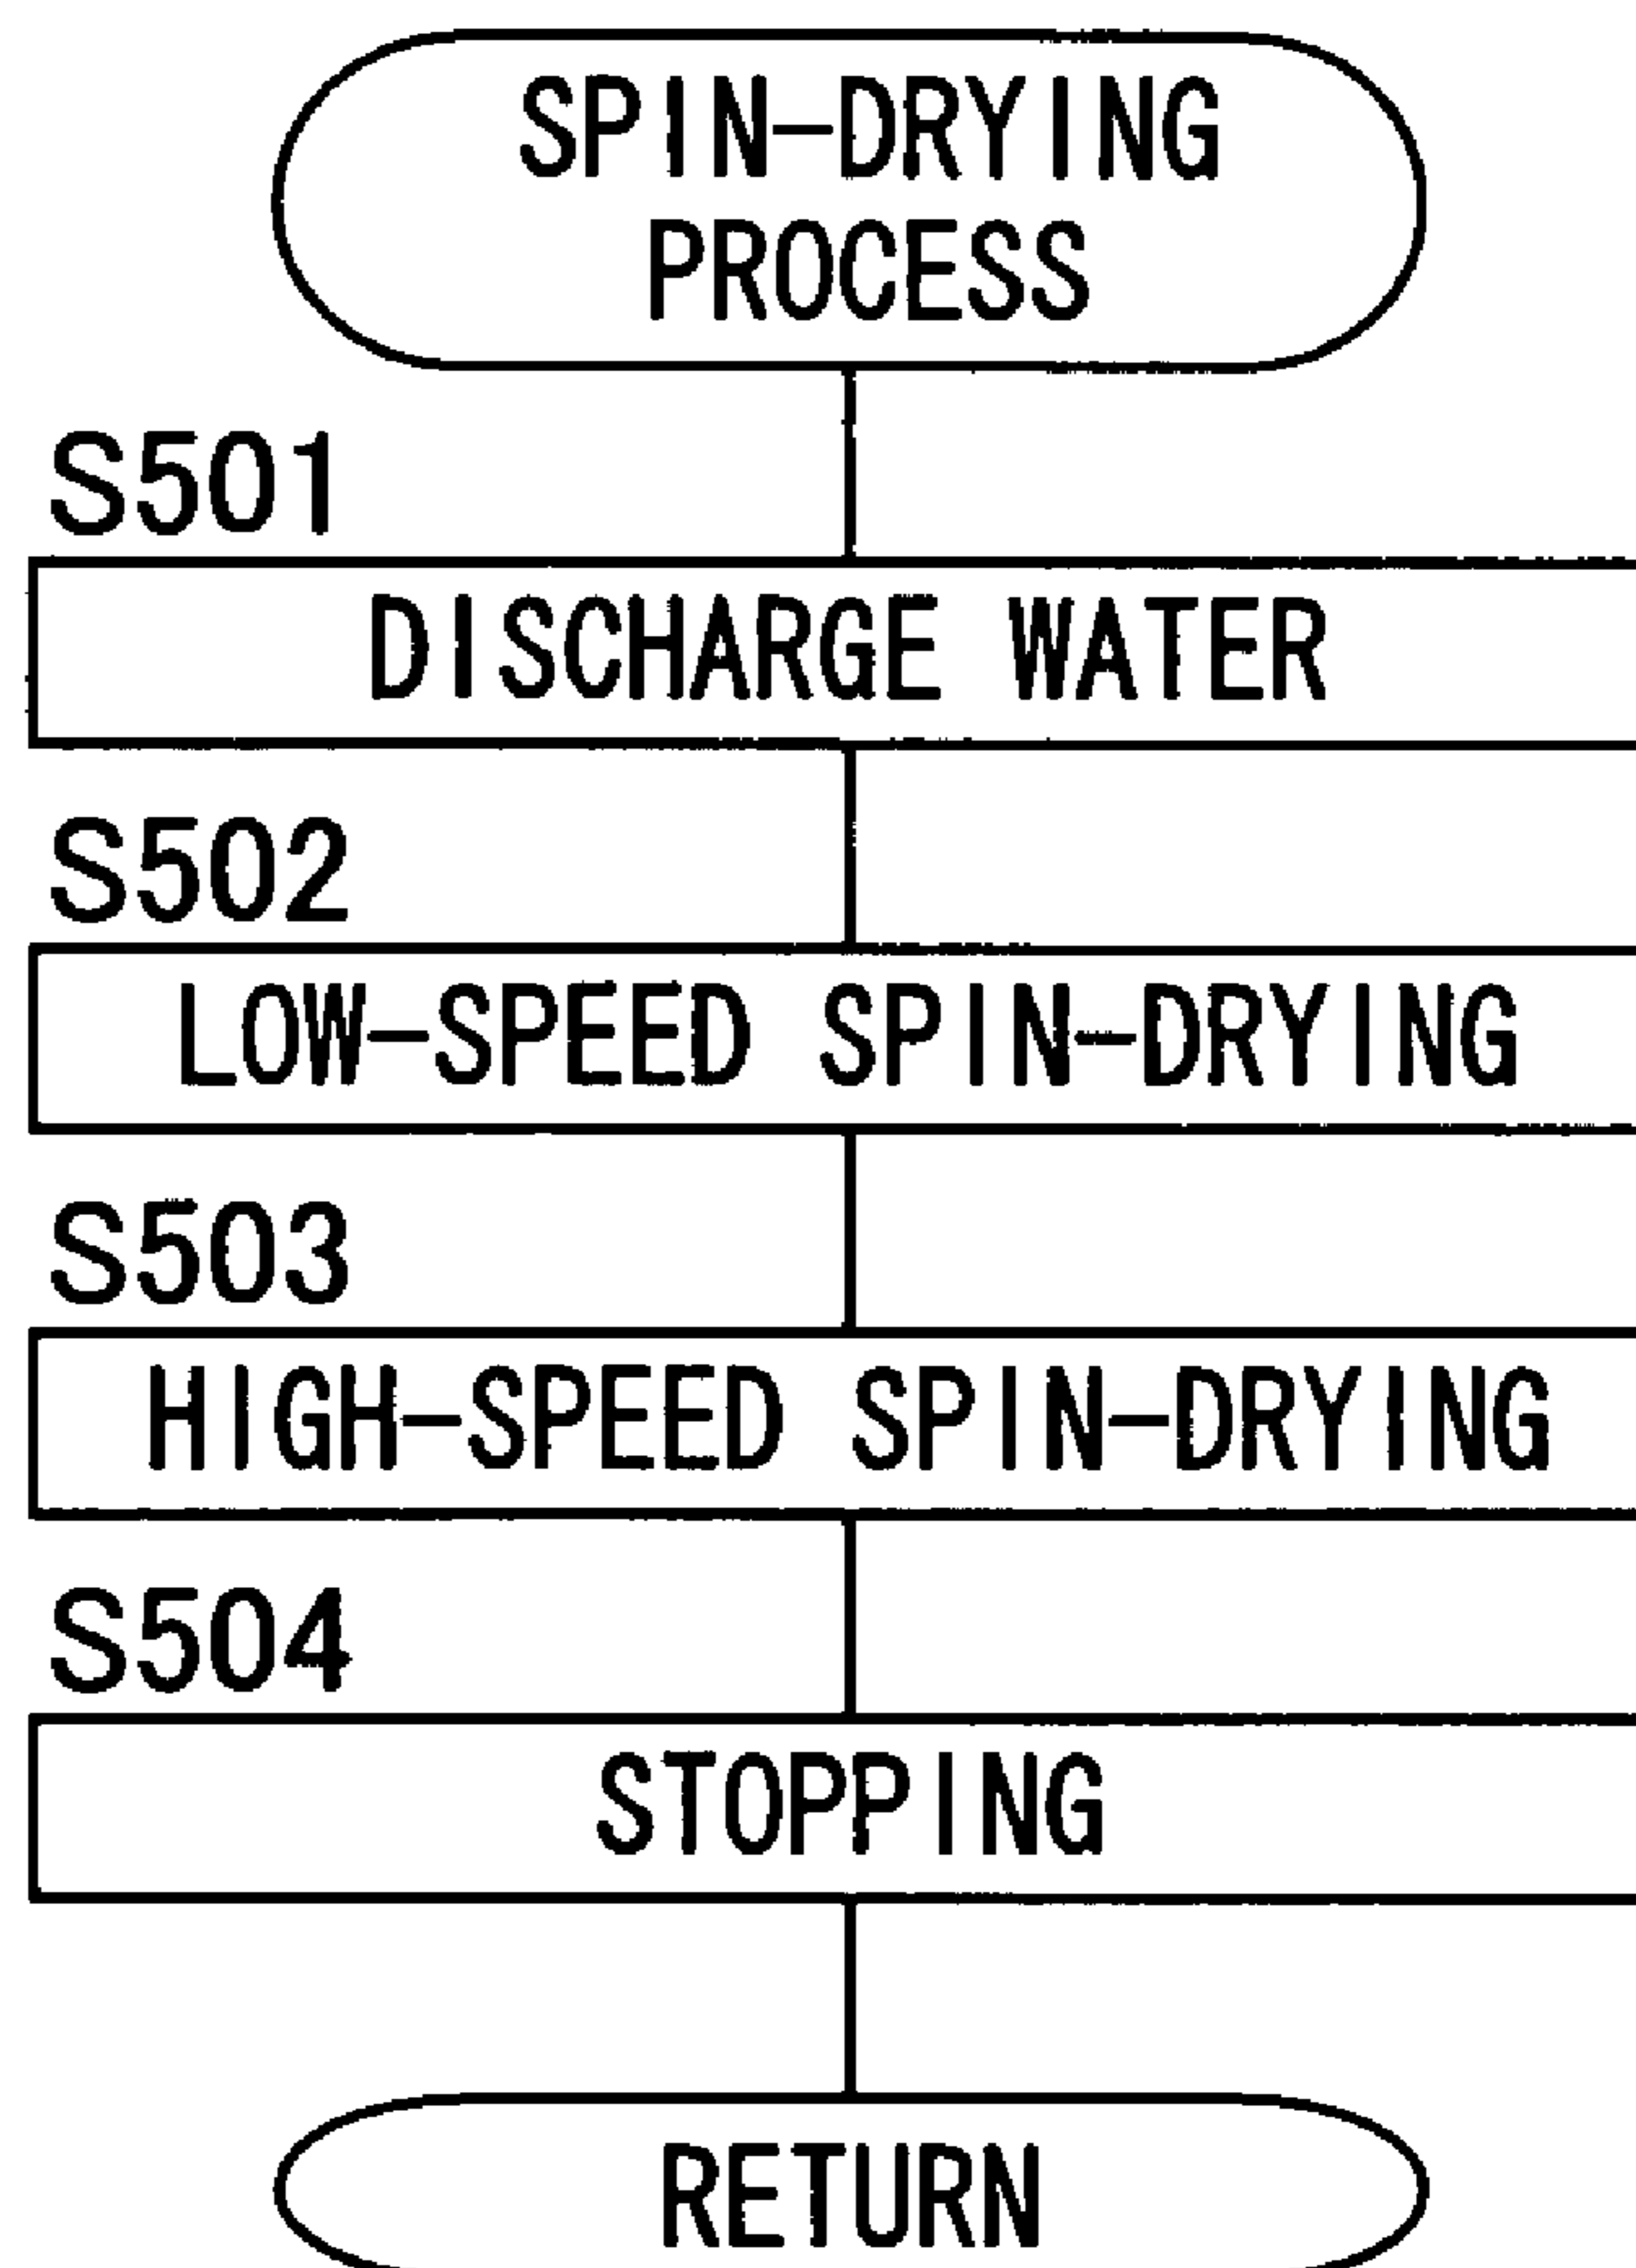 SPIN-DRYING
PROCESS
S501
DISCHARGE WATER
S502
LOW-SPEED SPIN-DRYING
S503
HIGH-SPEED SPIN-DRYING
S504
STOPPING
RETURN